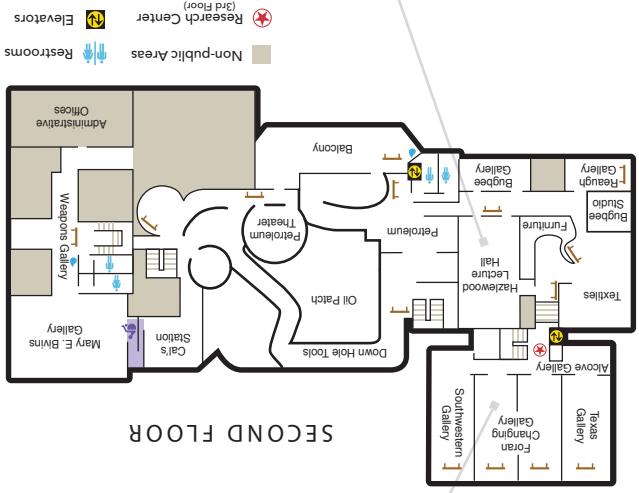 Texas
Gallery
Foran
Changing
Gallery
Southwestern
Gallery
SECOND FLOOR
Alcove Gallery
Down Hole Tools
Cal's
Station
Mary E. Bivins
Gallery
Textiles
Hazlewood
Lecture
Hall
Oil Patch
Furniture
Petroleum
Petroleum
Theater
Weapons Gallery
Bugbee
Studio
Reaugh
Gallery
Bugbee
Gallery
Balcony
Administrative
Offices
Non-public Areas
Restrooms
Research Center
(3rd Floor)
Elevators